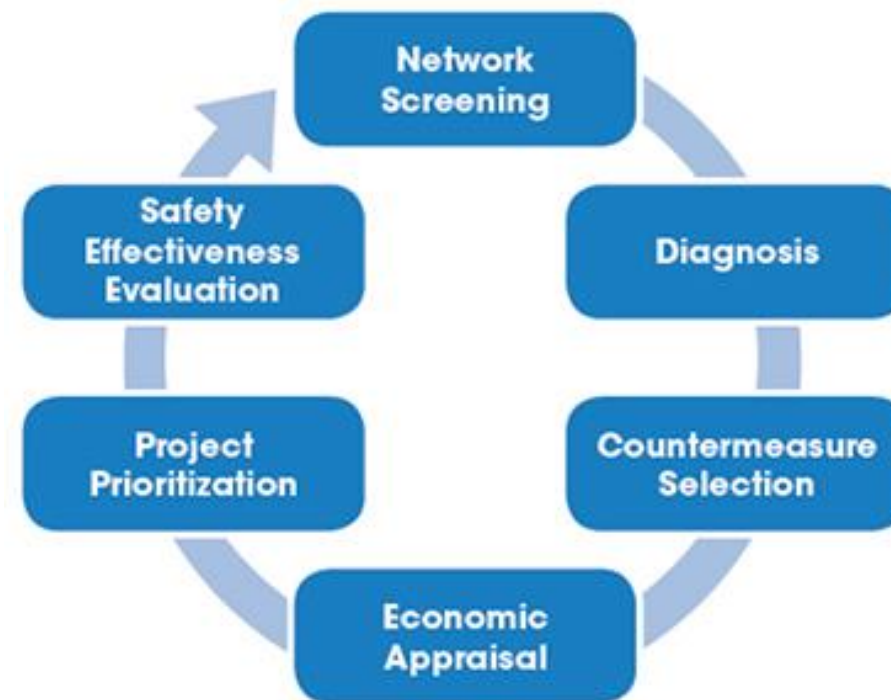 Network
Screening
Diagnosis
Countermeasure
Selection
Economic
Appraisal
Project
Prioritization
Safety
Effectiveness
Evaluation